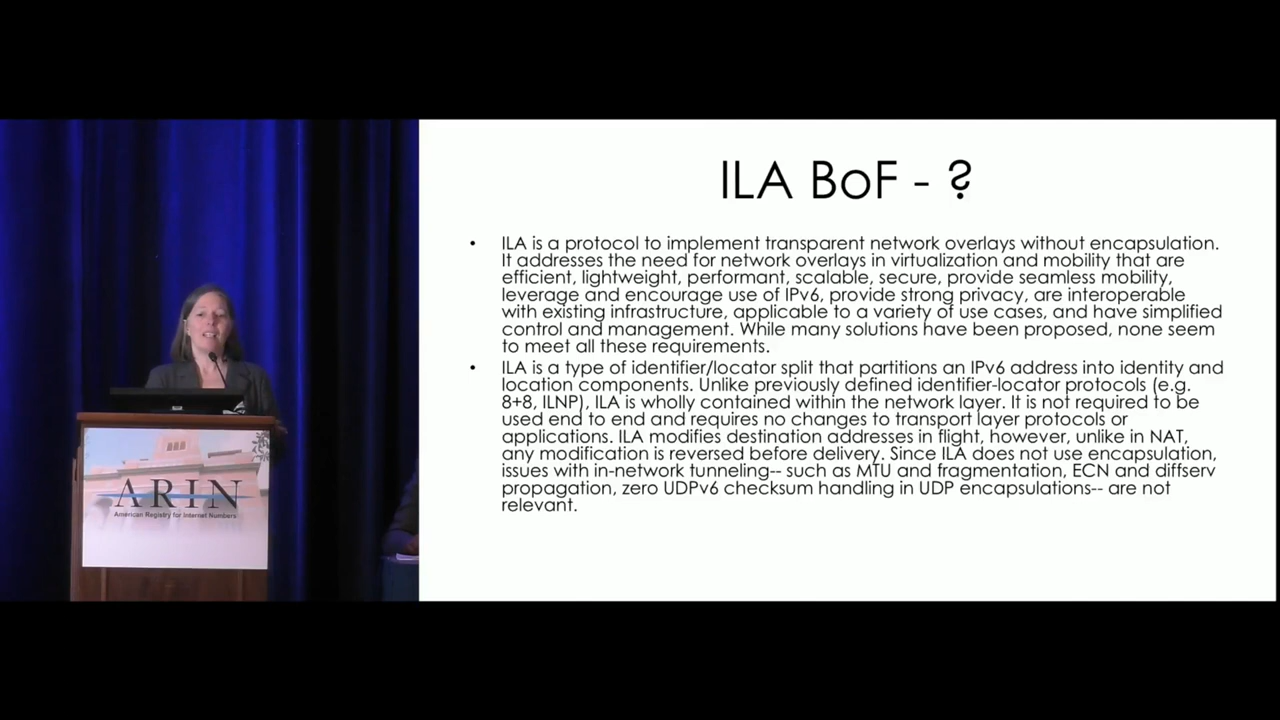 ILA BoF - ?
• ILA is a protocol to implement transparent network overlays without encapsulation.
It addresses the need for network overlays in virtualization and mobility that are
efficient, lightweight, performant, scalable, secure, provide seamless mobility,
leverage and encourage use of IPv6, provide strong privacy, are interoperable
with existing infrastructure, applicable to a variety of use cases, and have simplified
control and management. While many solutions have been proposed, none seem
to meet all these requirements.
• ILA is a type of identifier/locator split that partitions an IPv6 address into identity and
location components. Unlike previously defined identifier-locator protocols (e.g.
8+8, ILNP), ILA is wholly contained within the network layer. It is not required to be
used end to end and requires no changes to transport layer protocols or
applications. ILA modifies destination addresses in flight, however, unlike in NAT,
any modification is reversed before delivery. Since ILA does not use encapsulation,
issues with in-network tunneling-- such as MTU and fragmentation, ECN and diffserv
propagation, zero UDPv6 checksum handling in UDP encapsulations-- are not
relevant.
ARIN
American Registry for Internet Numbers